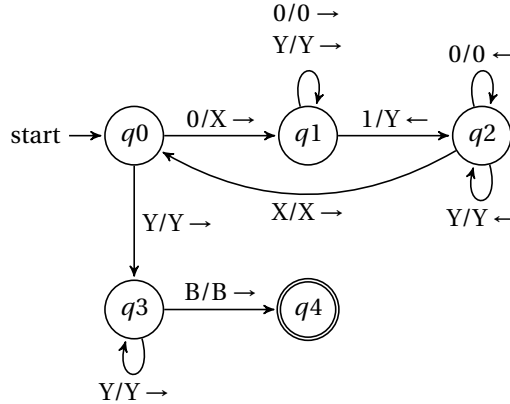 0/0 →
Y/Y →
0/0 ←
start → q0 0/X → q1 1/Y ← q2
X/X →
Y/Y ←
Y/Y →
q3 B/B → q4
Y/Y →